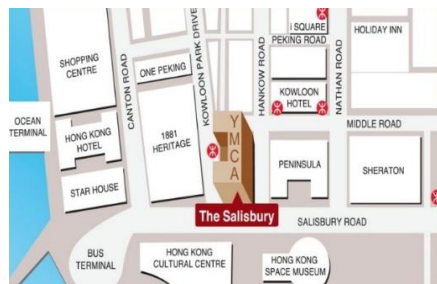 i SQUARE
PEKING ROAD
HOLIDAY INN
SHOPPING
CENTRE
CANTON ROAD
ONE PEKING
KOWLOON PARK DRIVE
HANKOW ROAD
KOWLOON
HOTEL
NATHAN ROAD
MIDDLE ROAD
OCEAN
TERMINAL
HONG KONG
HOTEL
1881
HERITAGE
YMCA
PENINSULA
SHERATON
STAR HOUSE
The Salisbury
SALISBURY ROAD
BUS
TERMINAL
HONG KONG
CULTURAL CENTRE
HONG KONG
SPACE MUSEUM